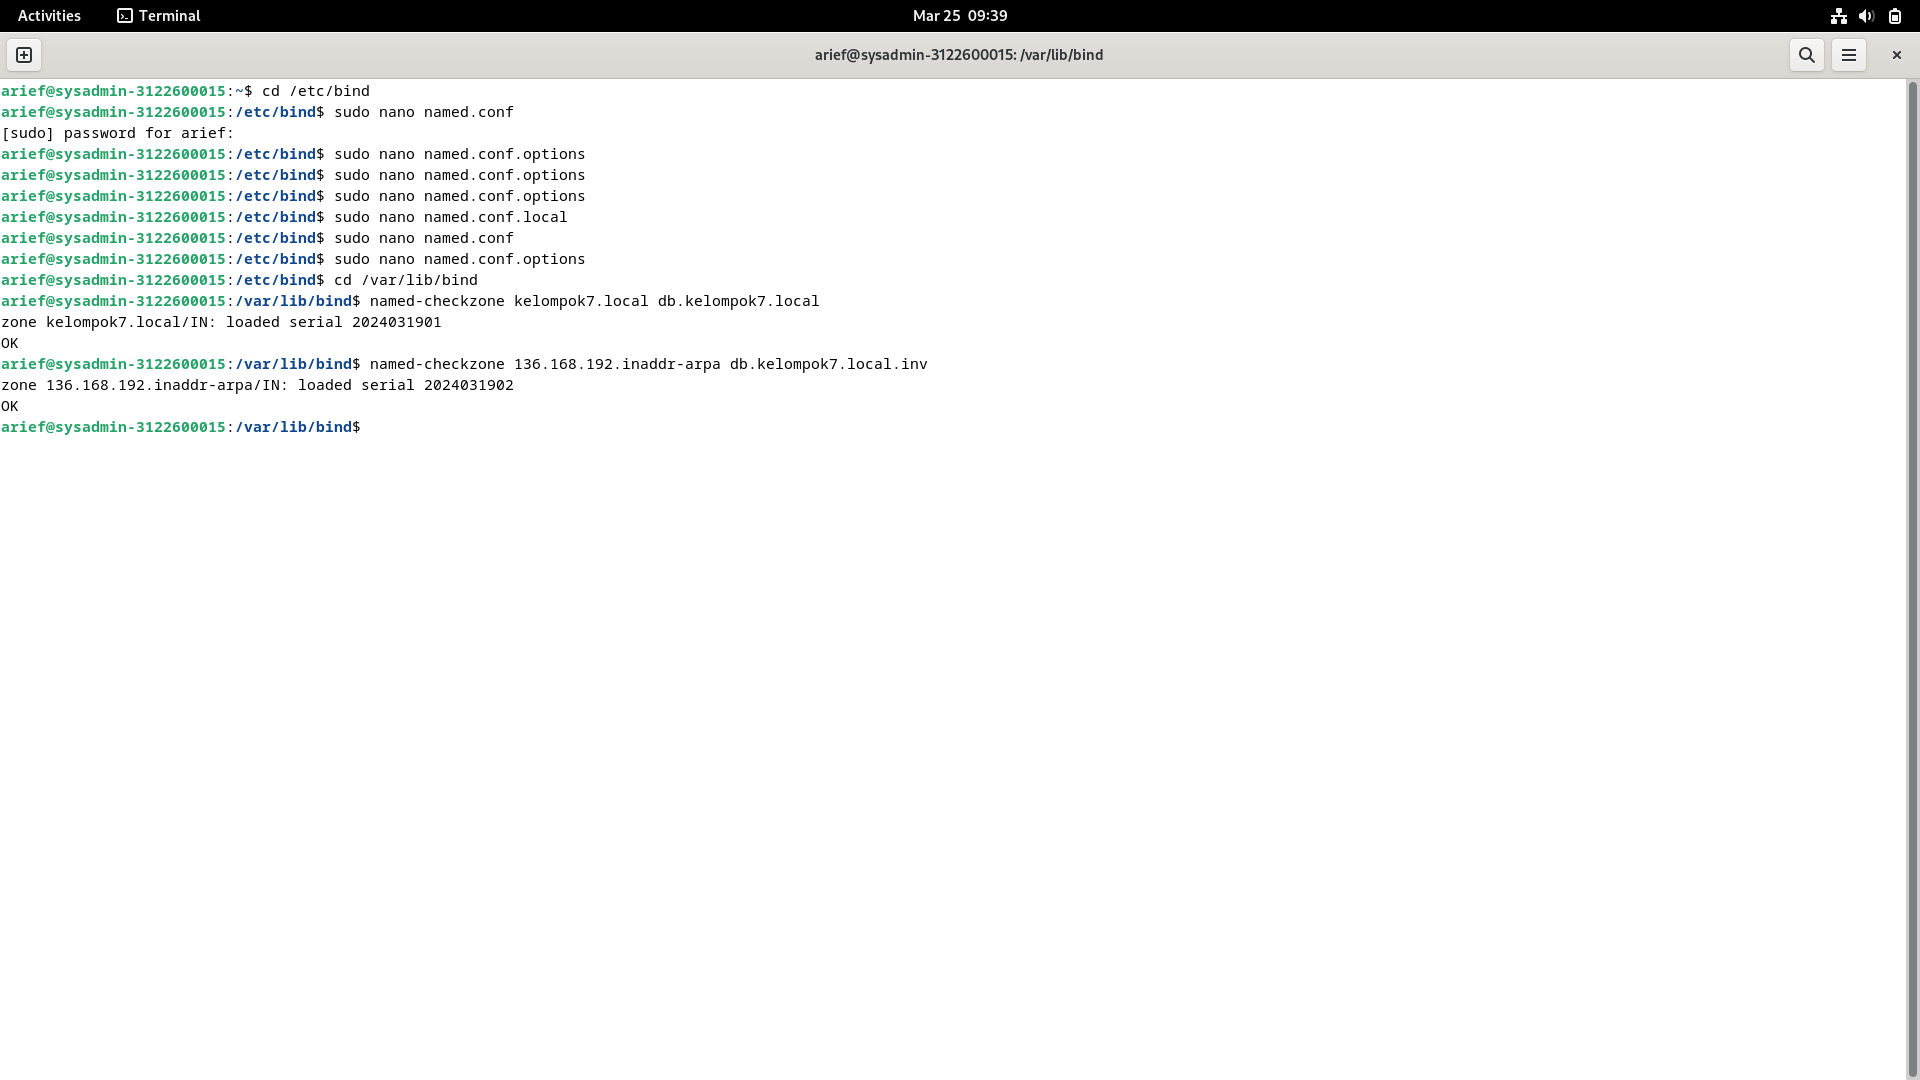 Activities
Terminal
Mar 25 09:39
arief@sysadmin-3122600015: /var/lib/bind
arief@sysadmin-3122600015:~$ cd /etc/bind
arief@sysadmin-3122600015:/etc/bind$ sudo nano named.conf
[sudo] password for arief:
arief@sysadmin-3122600015:/etc/bind$ sudo nano named.conf.options
arief@sysadmin-3122600015:/etc/bind$ sudo nano named.conf.options
arief@sysadmin-3122600015:/etc/bind$ sudo nano named.conf.options
arief@sysadmin-3122600015:/etc/bind$ sudo nano named.conf.local
arief@sysadmin-3122600015:/etc/bind$ sudo nano named.conf
arief@sysadmin-3122600015:/etc/bind$ sudo nano named.conf.options
arief@sysadmin-3122600015:/etc/bind$ cd /var/lib/bind
arief@sysadmin-3122600015:/var/lib/bind$ named-checkzone kelompok7.local db.kelompok7.local
zone kelompok7.local/IN: loaded serial 2024031901
OK
arief@sysadmin-3122600015:/var/lib/bind$ named-checkzone 136.168.192.inaddr-arpa db.kelompok7.local.inv
zone 136.168.192.inaddr-arpa/IN: loaded serial 2024031902
OK
arief@sysadmin-3122600015:/var/lib/bind$